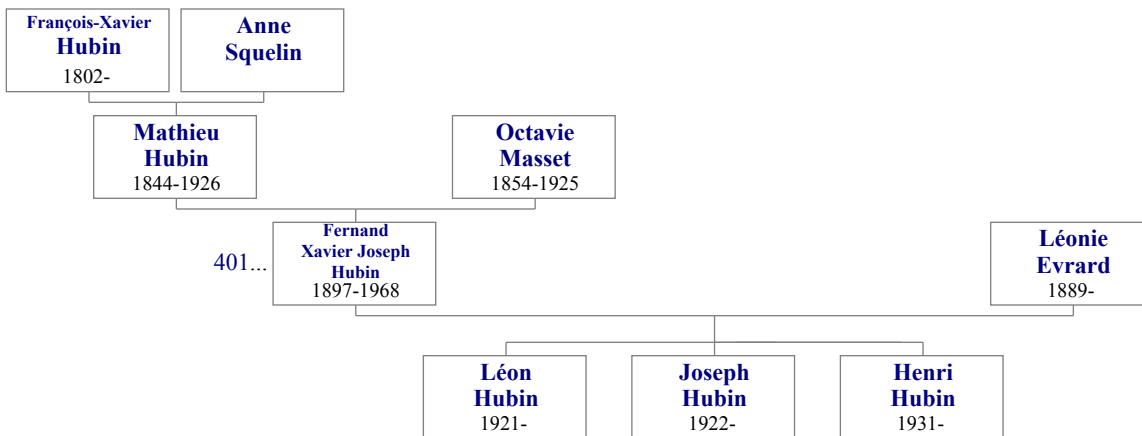 François-Xavier
Hubin
1802-
Anne
Squelin
Mathieu
Hubin
1844-1926
Octavie
Masset
1854-1925
401...
Fernand
Xavier Joseph
Hubin
1897-1968
Léonie
Evrard
1889-
Léon
Hubin
1921-
Joseph
Hubin
1922-
Henri
Hubin
1931-